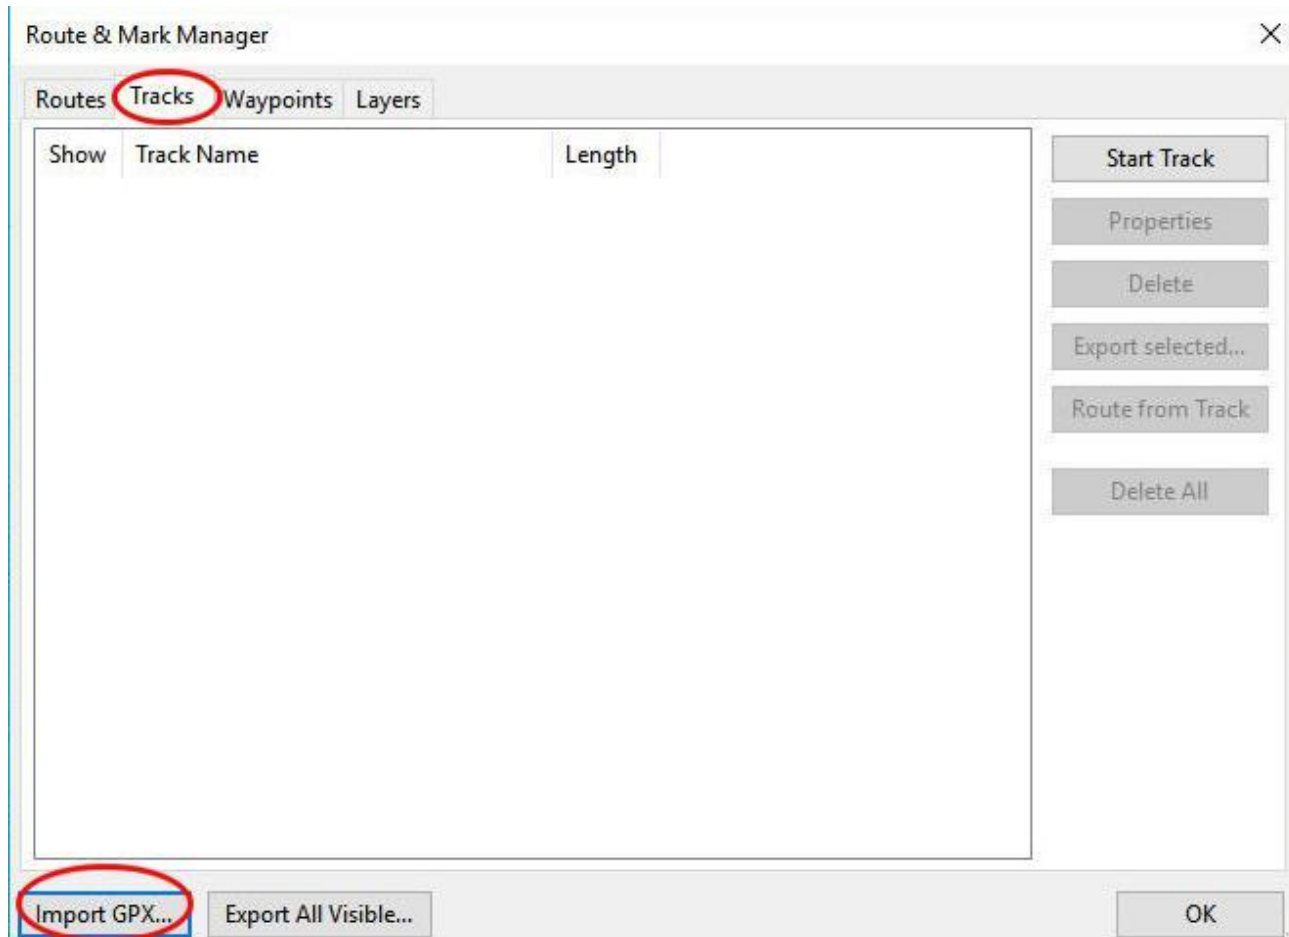 Route & Mark Manager
Routes Tracks Waypoints Layers
Show Track Name Length
Start Track
Properties
Delete
Export selected...
Route from Track
Delete All
Import GPX... Export All Visible... OK